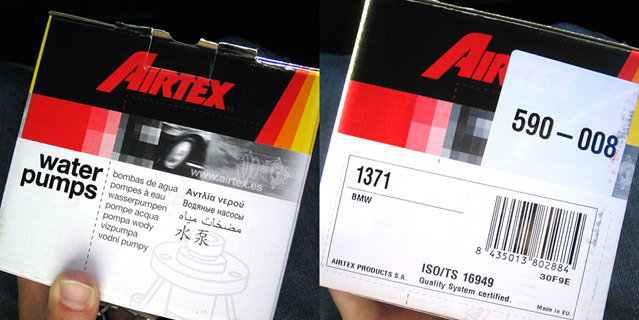 AIRTEX
www.airtex.es
water
pumps
bombas de agua
pompes à eau
wasserpumpen
pompe acqua
pompa wody
vízpumpa
vodní pumpy
Αντλία νερού
Водяные насосы
مضخات مياه
水泵
AIR
590-008
1371
BMW
8 435013 802884
30F9E
AIRTEX PRODUCTS S.A.
ISO/TS 16949
Quality System certified.
Made in EU.